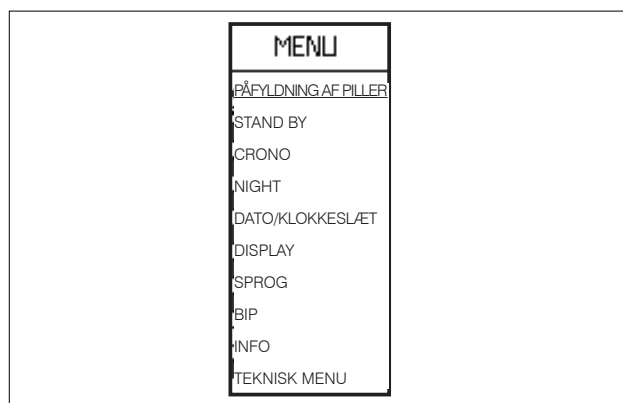 MENU
PÅFYLDNING AF PILLER
STAND BY
CRONO
NIGHT
DATO/KLOKKESLÆT
DISPLAY
SPROG
BIP
INFO
TEKNISK MENU